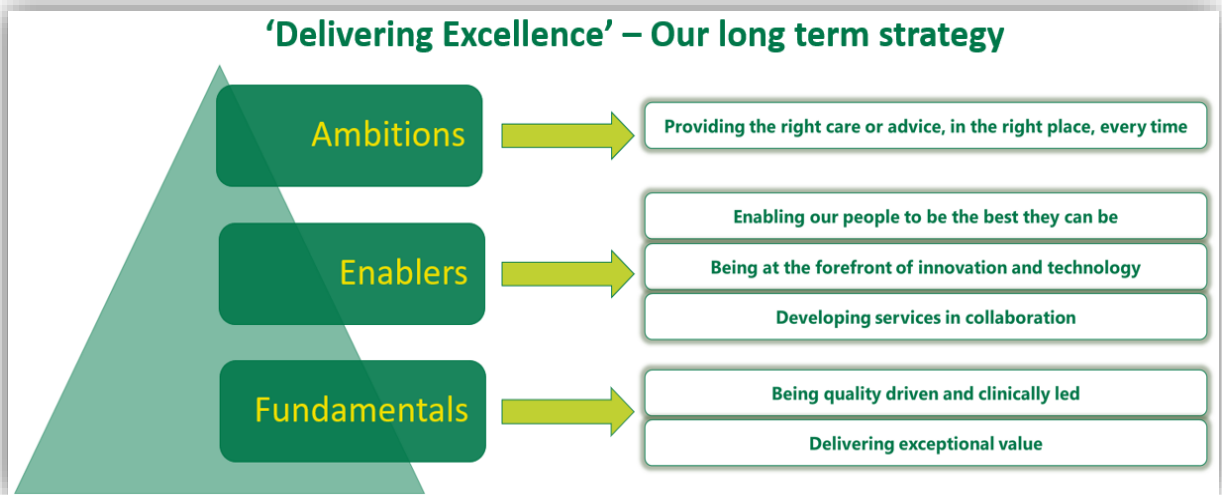 ‘Delivering Excellence’ – Our long term strategy
Ambitions
Providing the right care or advice, in the right place, every time
Enablers
Enabling our people to be the best they can be
Being at the forefront of innovation and technology
Developing services in collaboration
Fundamentals
Being quality driven and clinically led
Delivering exceptional value